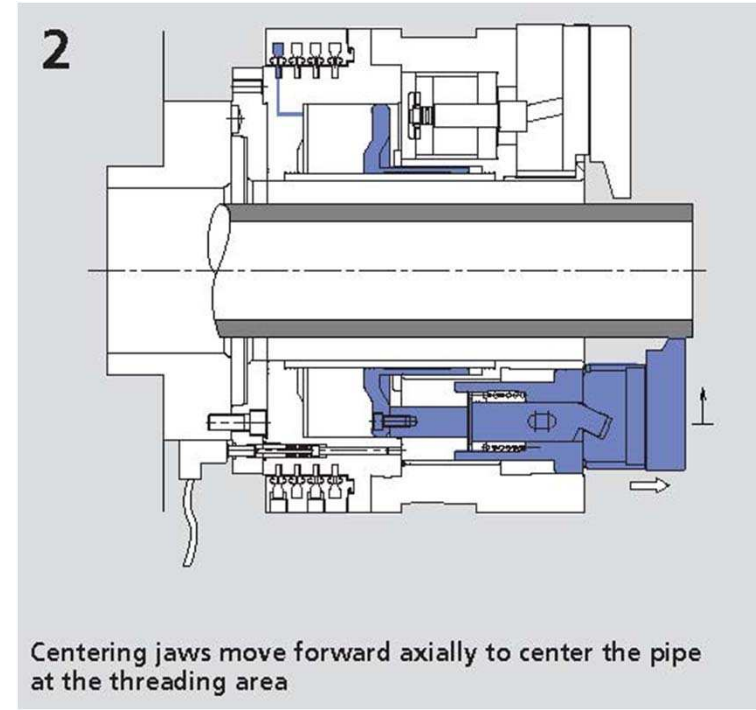 2
Centering jaws move forward axially to center the pipe
at the threading area